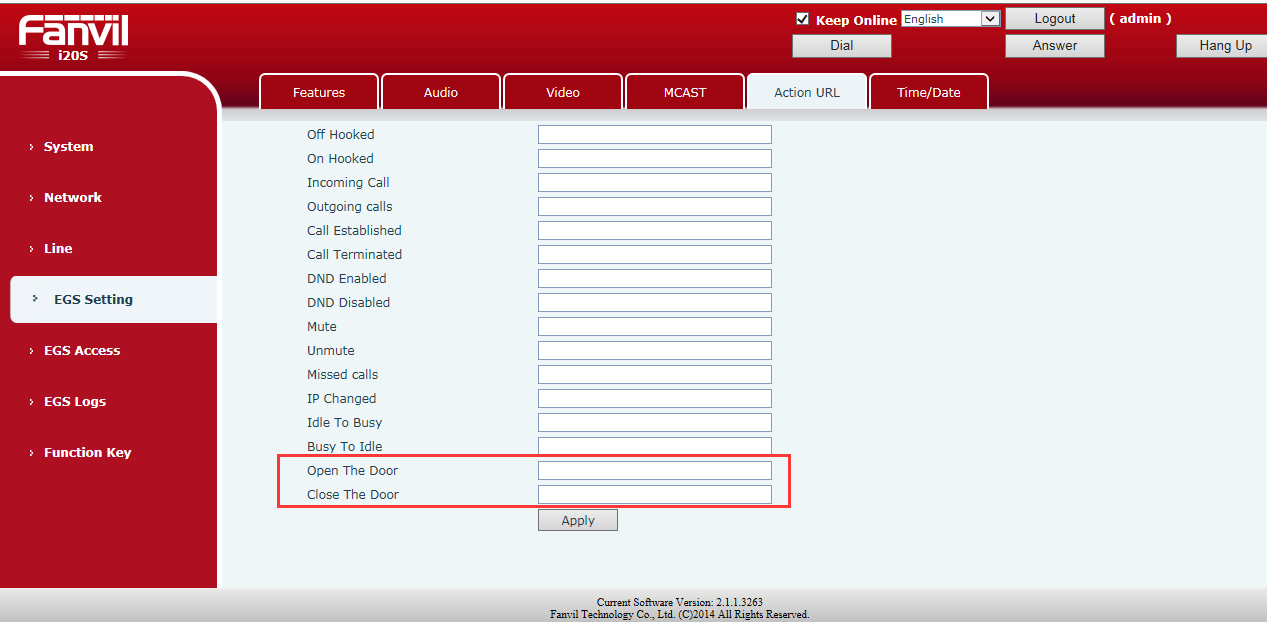 Fanvil
i20S
Keep Online English Logout ( admin )
Dial Answer Hang Up
Features Audio Video MCAST Action URL Time/Date
System
Network
Line
EGS Setting
EGS Access
EGS Logs
Function Key
Off Hooked
On Hooked
Incoming Call
Outgoing calls
Call Established
Call Terminated
DND Enabled
DND Disabled
Mute
Unmute
Missed calls
IP Changed
Idle To Busy
Busy To Idle
Open The Door
Close The Door
Apply
Current Software Version: 2.1.1.3263
Fanvil Technology Co., Ltd. (C)2014 All Rights Reserved.